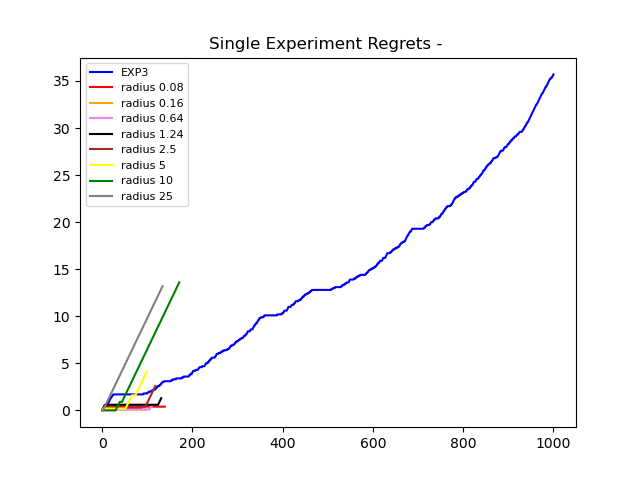 Single Experiment Regrets -
35
30
25
20
15
10
5
0
EXP3
radius 0.08
radius 0.16
radius 0.64
radius 1.24
radius 2.5
radius 5
radius 10
radius 25
0 200 400 600 800 1000